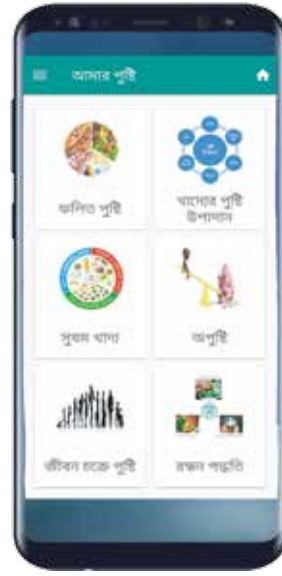 আমার পুষ্টি
ফলিত পুষ্টি
খাদ্যের পুষ্টি
উপাদান
সুষম খাদ্য
অপুষ্টি
জীবন চক্রে পুষ্টি
রন্ধন পদ্ধতি